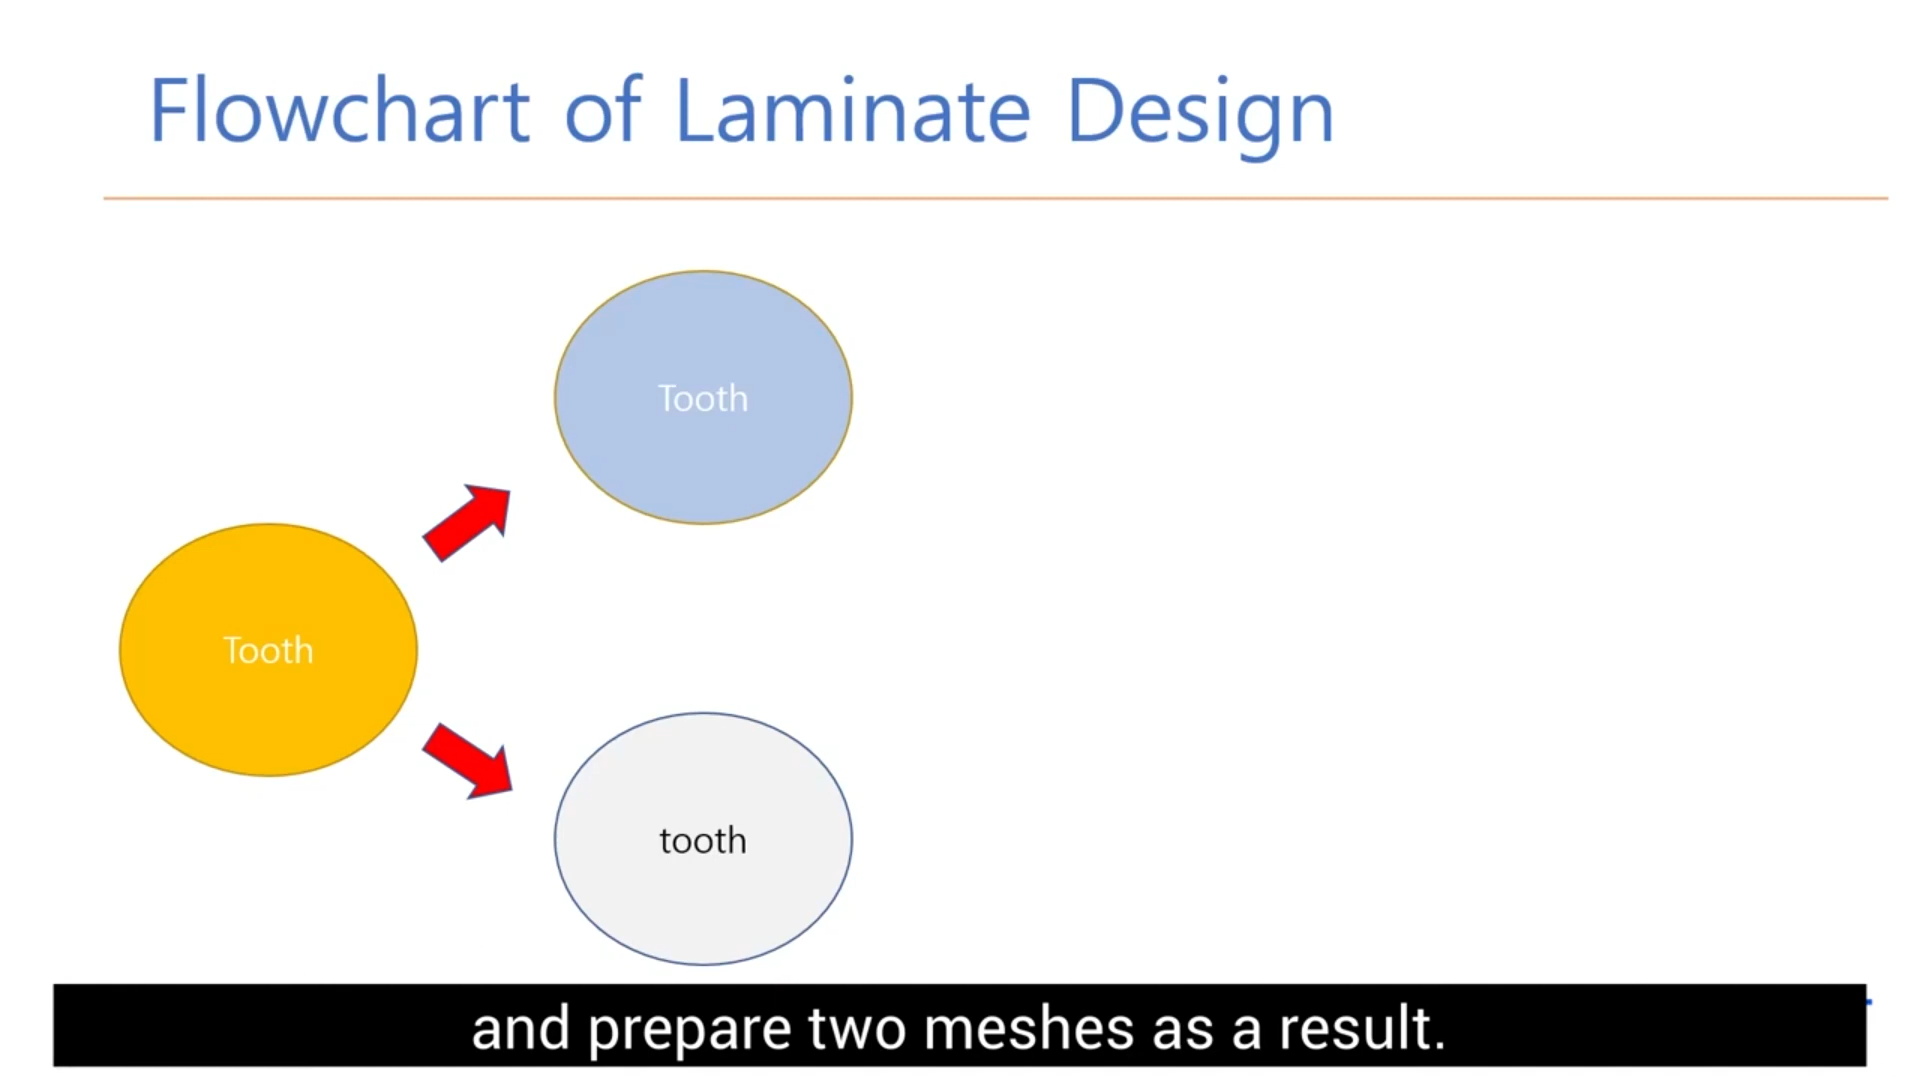 Flowchart of Laminate Design
Tooth
Tooth
tooth
and prepare two meshes as a result.